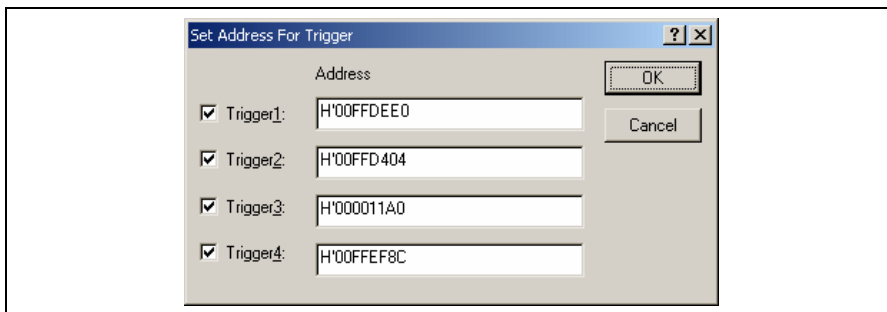 Set Address For Trigger
Address
OK
Trigger1: H'00FFDEE0
Cancel
Trigger2: H'00FFD404
Trigger3: H'000011A0
Trigger4: H'00FFEF8C